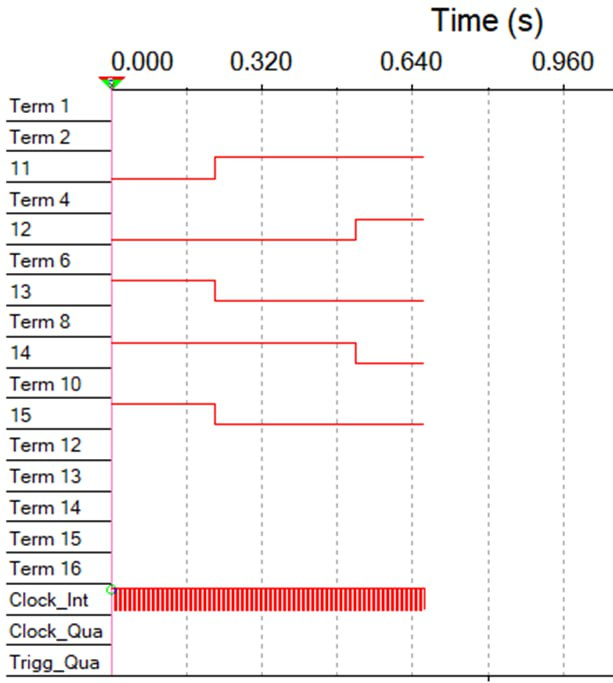 Time (s)
0.000 0.320 0.640 0.960
Term 1
Term 2
11
Term 4
12
Term 6
13
Term 8
14
Term 10
15
Term 12
Term 13
Term 14
Term 15
Term 16
Clock_Int
Clock_Qua
Trigg_Qua